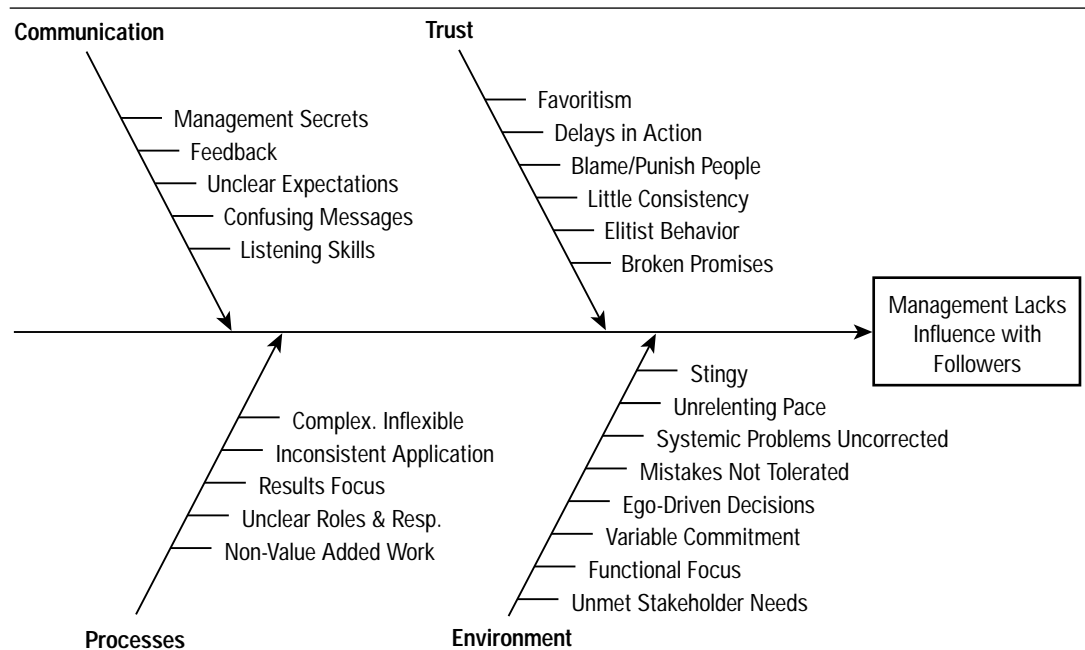 Communication
Management Secrets
Feedback
Unclear Expectations
Confusing Messages
Listening Skills
Trust
Favoritism
Delays in Action
Blame/Punish People
Little Consistency
Elitist Behavior
Broken Promises
Management Lacks
Influence with
Followers
Complex. Inflexible
Inconsistent Application
Results Focus
Unclear Roles & Resp.
Non-Value Added Work
Processes
Stingy
Unrelenting Pace
Systemic Problems Uncorrected
Mistakes Not Tolerated
Ego-Driven Decisions
Variable Commitment
Functional Focus
Unmet Stakeholder Needs
Environment